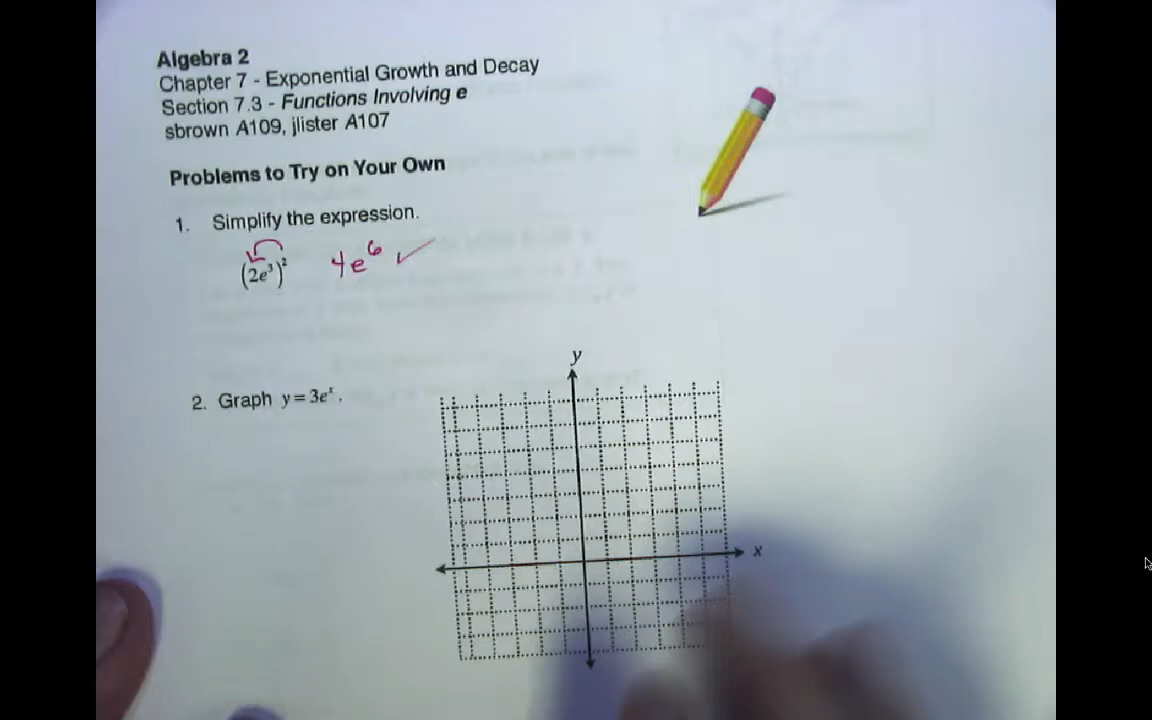 Algebra 2
Chapter 7 - Exponential Growth and Decay
Section 7.3 - Functions Involving e
sbrown A109, jlister A107
Problems to Try on Your Own
1. Simplify the expression.
(2e³)² 4e⁶ ✓
2. Graph y=3eˣ.
y
x